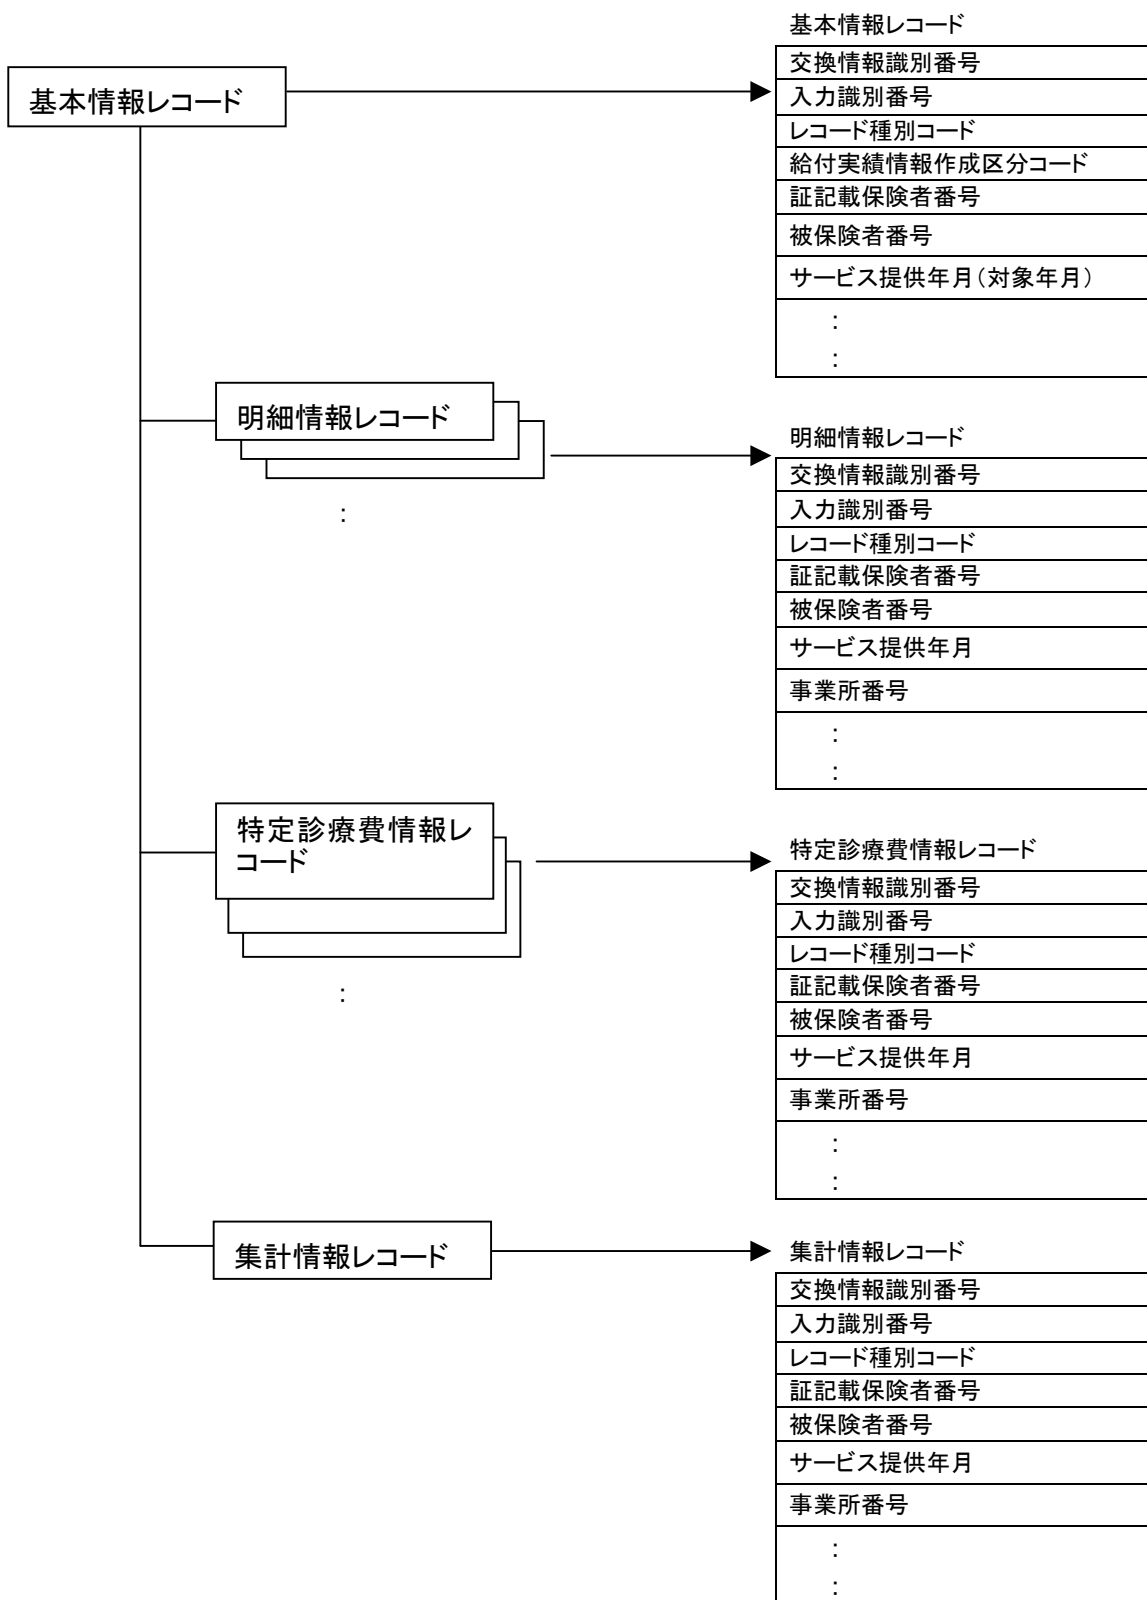 基本情報レコード
基本情報レコード
交換情報識別番号
入力識別番号
レコード種別コード
給付実績情報作成区分コード
証記載保険者番号
被保険者番号
サービス提供年月(対象年月)
:
:
明細情報レコード
:
明細情報レコード
交換情報識別番号
入力識別番号
レコード種別コード
証記載保険者番号
被保険者番号
サービス提供年月
事業所番号
:
:
特定診療費情報レ
コード
:
特定診療費情報レコード
交換情報識別番号
入力識別番号
レコード種別コード
証記載保険者番号
被保険者番号
サービス提供年月
事業所番号
:
:
集計情報レコード
集計情報レコード
交換情報識別番号
入力識別番号
レコード種別コード
証記載保険者番号
被保険者番号
サービス提供年月
事業所番号
:
: